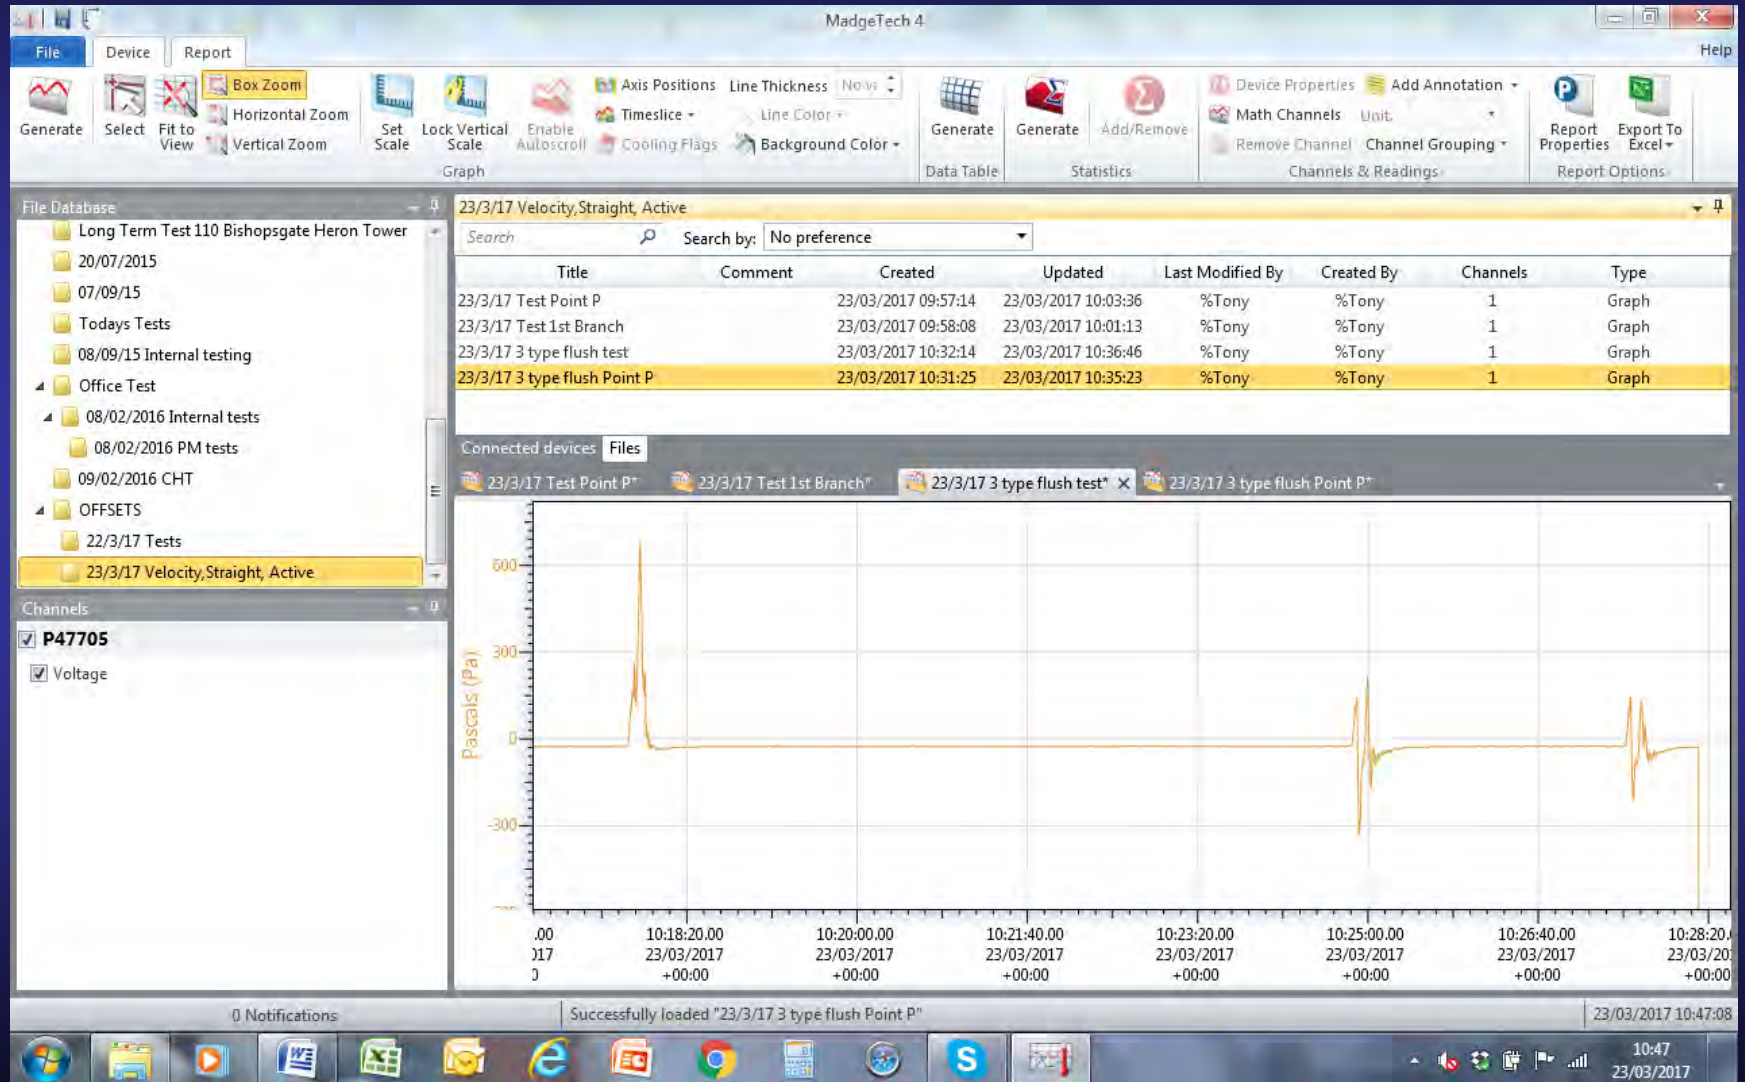 MadgeTech 4
File Device Report Help
Generate
Select
Fit to View
Box Zoom
Horizontal Zoom
Vertical Zoom
Set Scale
Lock Vertical Scale
Enable Autoscroll
Axis Positions
Timeslice
Cooling Flags
Line Thickness
Line Color
Background Color
Graph
Generate
Data Table
Generate
Add/Remove
Statistics
Device Properties
Math Channels
Remove Channel
Add Annotation
Unit:
Channel Grouping
Channels & Readings
Report Properties
Export To Excel
Report Options
File Database
Long Term Test 110 Bishopsgate Heron Tower
20/07/2015
07/09/15
Todays Tests
08/09/15 Internal testing
Office Test
08/02/2016 Internal tests
08/02/2016 PM tests
09/02/2016 CHT
OFFSETS
22/3/17 Tests
23/3/17 Velocity,Straight, Active
Channels
P47705
Voltage
23/3/17 Velocity,Straight, Active
Search Search by: No preference
Title Comment Created Updated Last Modified By Created By Channels Type
23/3/17 Test Point P 23/03/2017 09:57:14 23/03/2017 10:03:36 %Tony %Tony 1 Graph
23/3/17 Test 1st Branch 23/03/2017 09:58:08 23/03/2017 10:01:13 %Tony %Tony 1 Graph
23/3/17 3 type flush test 23/03/2017 10:32:14 23/03/2017 10:36:46 %Tony %Tony 1 Graph
23/3/17 3 type flush Point P 23/03/2017 10:31:25 23/03/2017 10:35:23 %Tony %Tony 1 Graph
Connected devices Files
23/3/17 Test Point P* 23/3/17 Test 1st Branch* 23/3/17 3 type flush test* 23/3/17 3 type flush Point P*
Pascals (Pa)
600
300
0
-300
.00 10:18:20.00 10:20:00.00 10:21:40.00 10:23:20.00 10:25:00.00 10:26:40.00 10:28:20.
017 23/03/2017 23/03/2017 23/03/2017 23/03/2017 23/03/2017 23/03/2017 23/03/20
0 +00:00 +00:00 +00:00 +00:00 +00:00 +00:00 +00:00
0 Notifications Successfully loaded "23/3/17 3 type flush Point P" 23/03/2017 10:47:08
10:47
23/03/2017